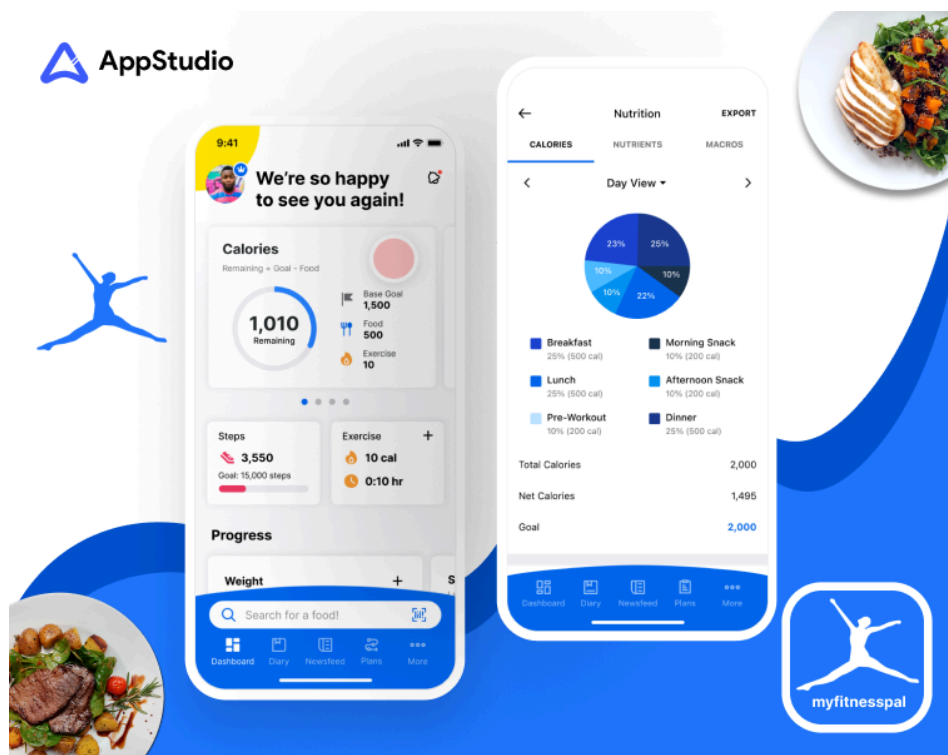 AppStudio
9:41
We're so happy
to see you again!
Calories
Remaining = Goal - Food
1,010
Remaining
Base Goal
1,500
Food
500
Exercise
10
Steps
3,550
Goal: 15,000 steps
Exercise
+
10 cal
0:10 hr
Progress
Weight
+
S
Search for a food!
Dashboard
Diary
Newsfeed
Plans
More
Nutrition
EXPORT
CALORIES
NUTRIENTS
MACROS
Day View
23%
25%
10%
10%
10%
22%
Breakfast
25% (500 cal)
Morning Snack
10% (200 cal)
Lunch
25% (500 cal)
Afternoon Snack
10% (200 cal)
Pre-Workout
10% (200 cal)
Dinner
25% (500 cal)
Total Calories
2,000
Net Calories
1,495
Goal
2,000
Dashboard
Diary
Newsfeed
Plans
More
myfitnesspal